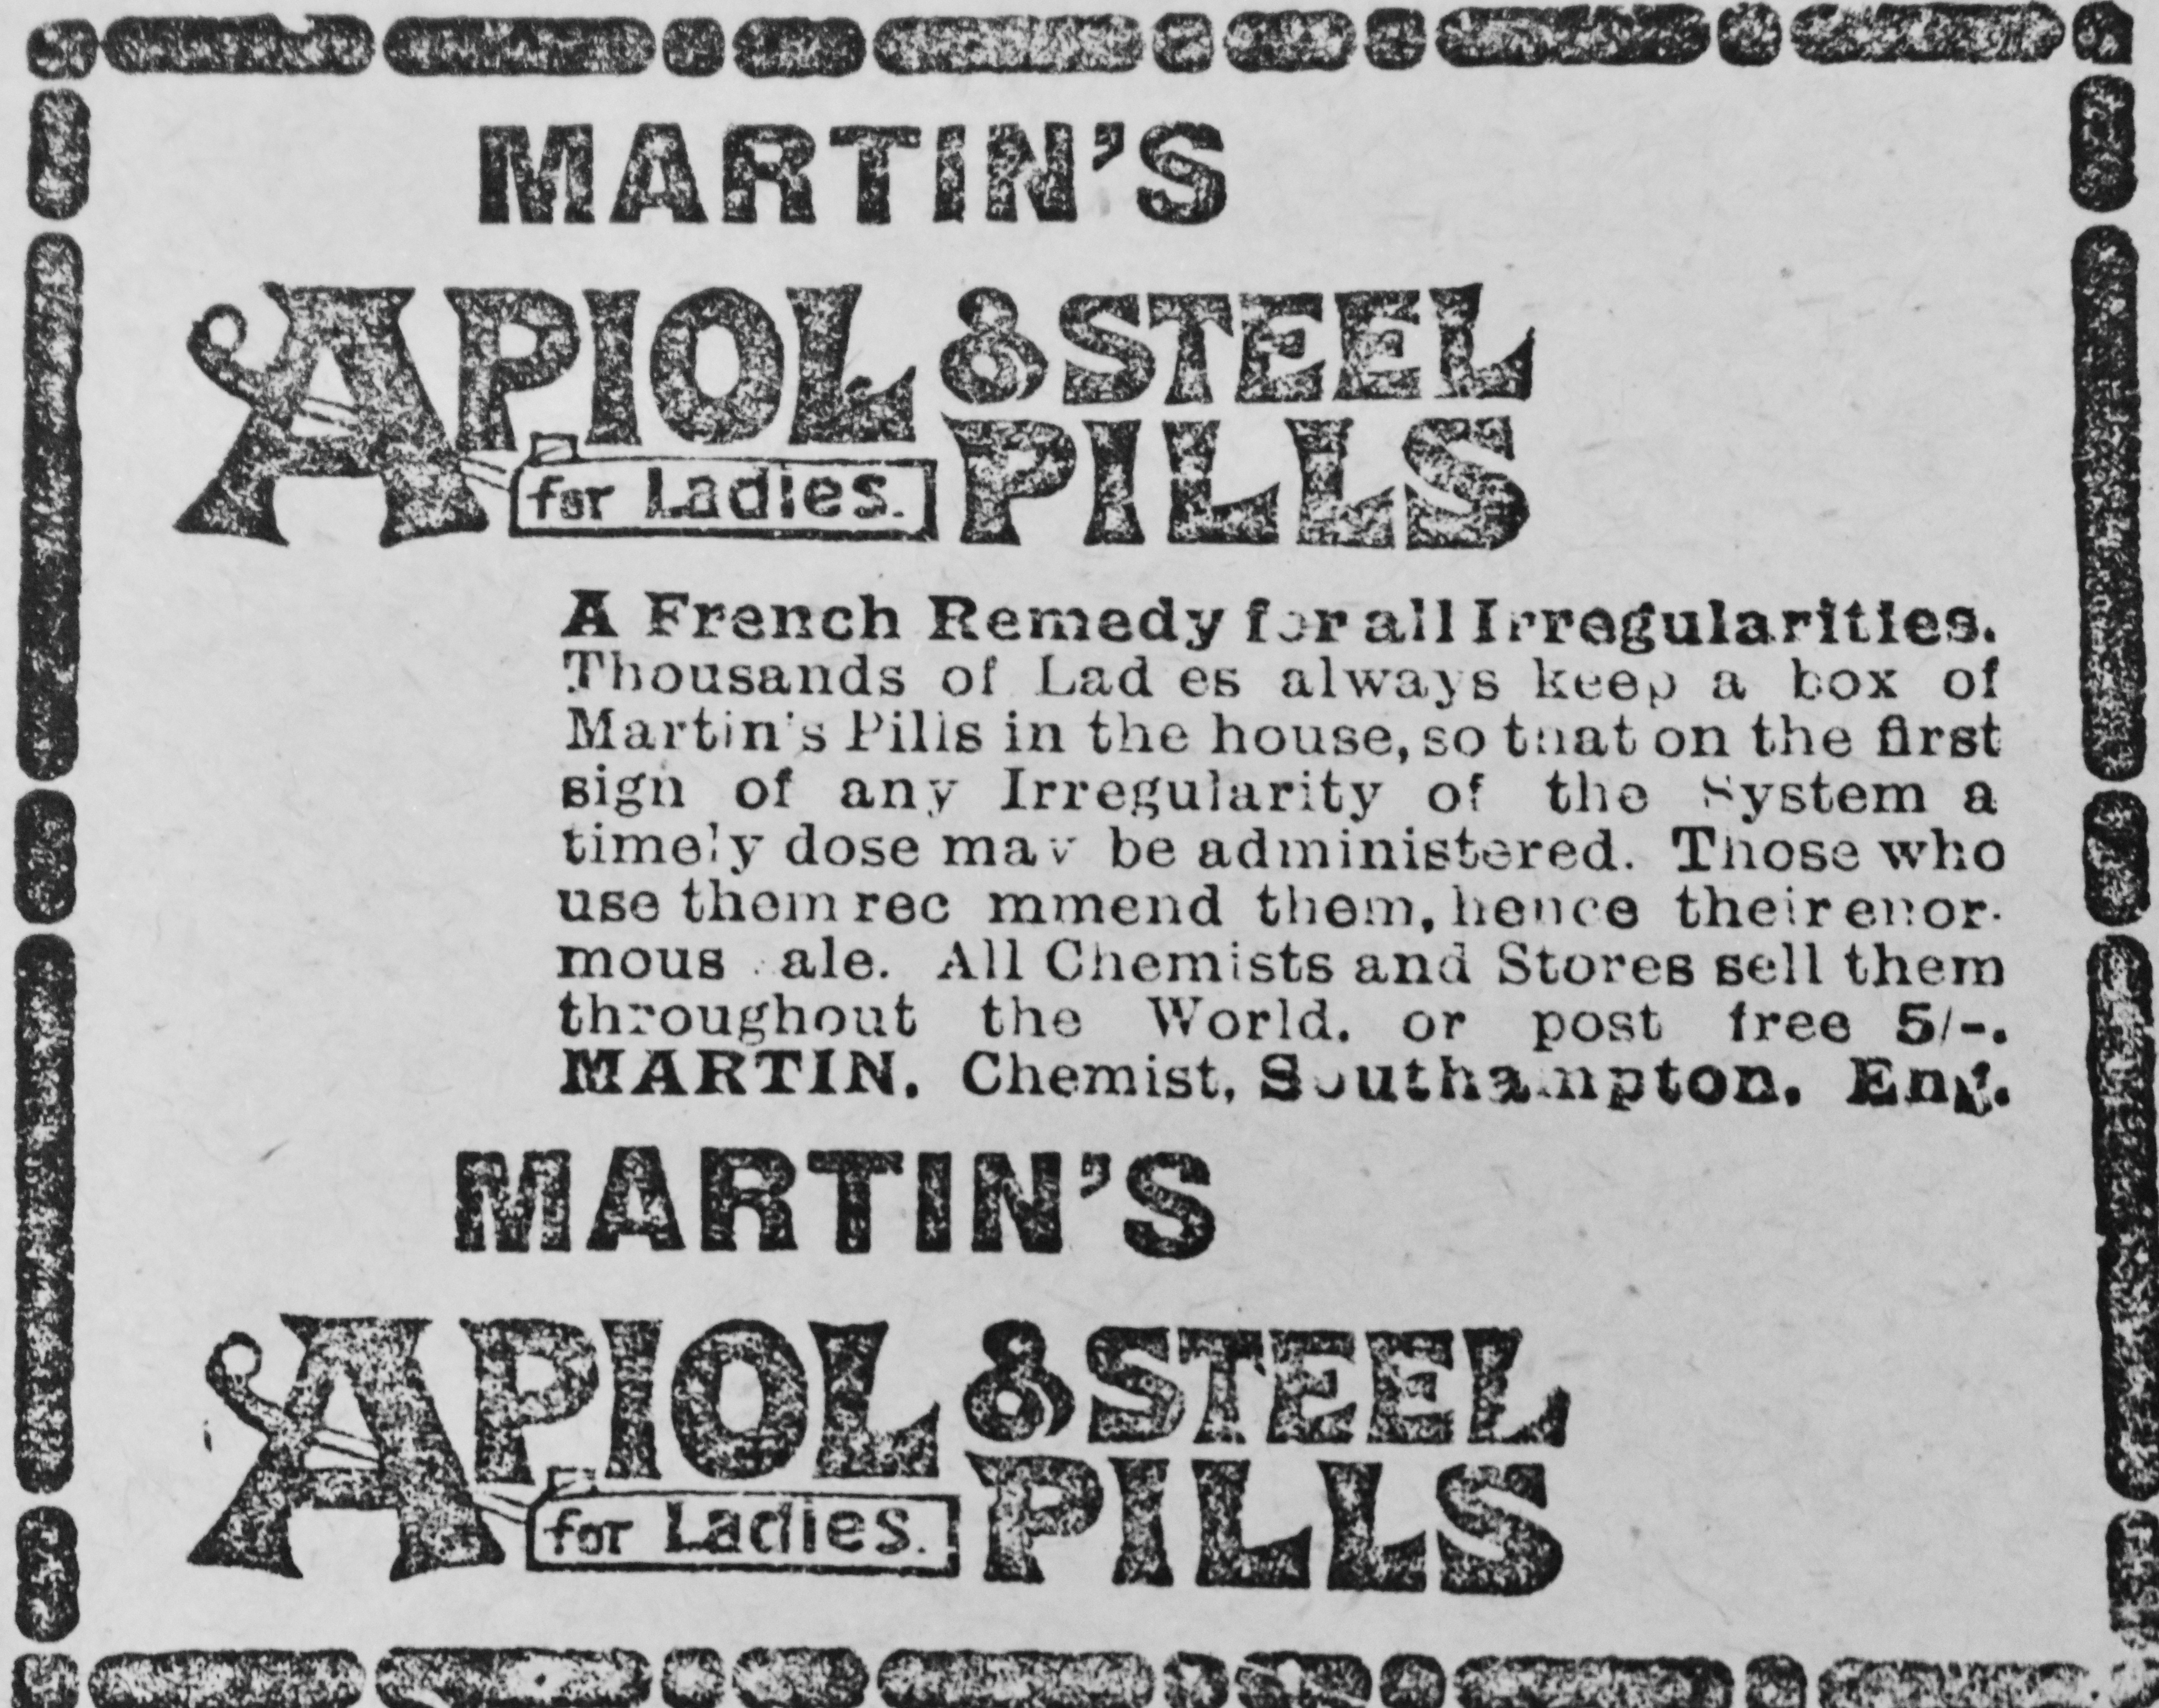 MARTIN'S
APIOL & STEEL
for Ladies. PILLS
A French Remedy for all Irregularities.
Thousands of Lad es always keep a box of
Martin's Pills in the house, so that on the first
sign of any Irregularity of the System a
timely dose may be administered. Those who
use them rec mmend them, hence their enor-
mous ale. All Chemists and Stores sell them
throughout the World. or post free 5/-.
MARTIN. Chemist, Southampton. Eng.
MARTIN'S
APIOL & STEEL
for Ladies. PILLS